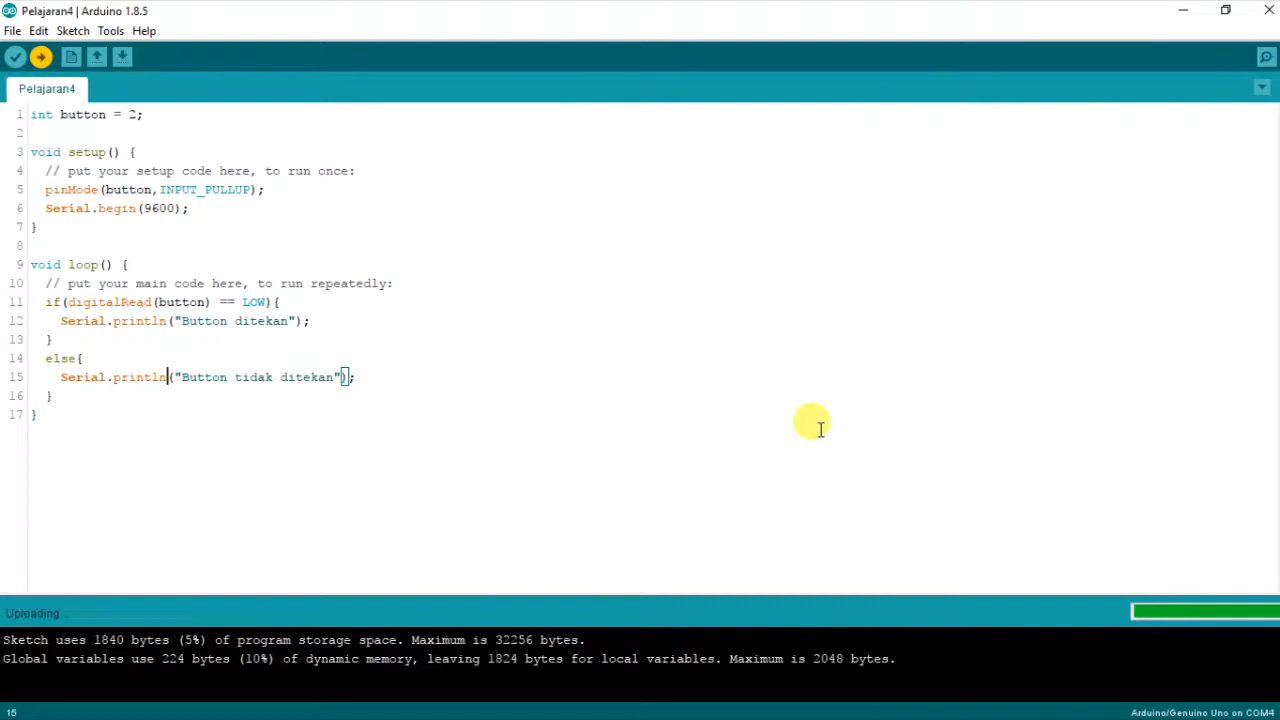 Pelajaran4 | Arduino 1.8.5
File Edit Sketch Tools Help
Pelajaran4
1 int button = 2;
2
3 void setup() {
4 // put your setup code here, to run once:
5 pinMode(button,INPUT_PULLUP);
6 Serial.begin(9600);
7 }
8
9 void loop() {
10 // put your main code here, to run repeatedly:
11 if(digitalRead(button) == LOW){
12 Serial.println("Button ditekan");
13 }
14 else{
15 Serial.println("Button tidak ditekan");
16 }
17 }
Uploading...
Sketch uses 1840 bytes (5%) of program storage space. Maximum is 32256 bytes.
Global variables use 224 bytes (10%) of dynamic memory, leaving 1824 bytes for local variables. Maximum is 2048 bytes.
15 Arduino/Genuino Uno on COM4